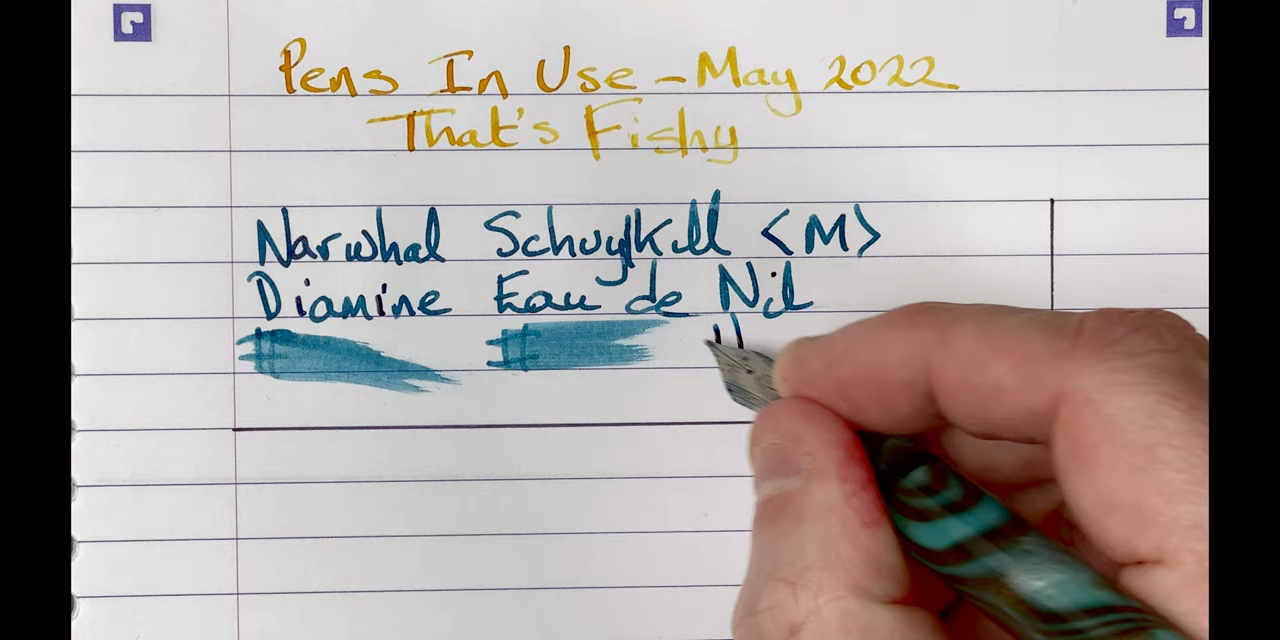 Pens In Use - May 2022
That's Fishy
Narwhal Schuylkill <M>
Diamine Eau de Nil